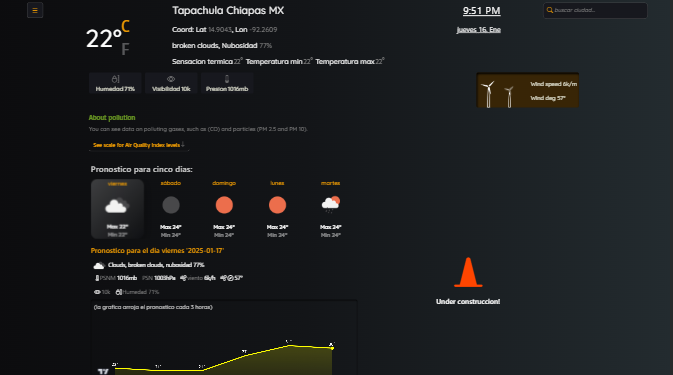 Tapachula Chiapas MX
9:51 PM
buscar ciudad..
22° C
F
Coord: Lat 14.9043, Lon -92.2609
jueves 16, Ene
broken clouds, Nubosidad 77%
Sensacion termica 22° Temperatura min 22° Temperatura max 22°
Humedad 71%
Visibilidad 10k
Presion 1016mb
Wind speed 6k/m
Wind deg 57°
About pollution
You can see data on polluting gases, such as (CO) and particles (PM 2.5 and PM 10).
See scale for Air Quality Index levels ↓
Pronostico para cinco dias:
viernes sábado domingo lunes martes
Max 22° Max 24° Max 24° Max 24° Max 24°
Min 22° Min 24° Min 24° Min 24° Min 24°
Pronostico para el dia viernes '2025-01-17'
Clouds, broken clouds, nubosidad 77%
PSNM 1016mb PSN 1003hPa viento 6k/h 57°
10k Humedad 71%
Under construccion!
(la grafica arroja el pronostico cada 3 horas)